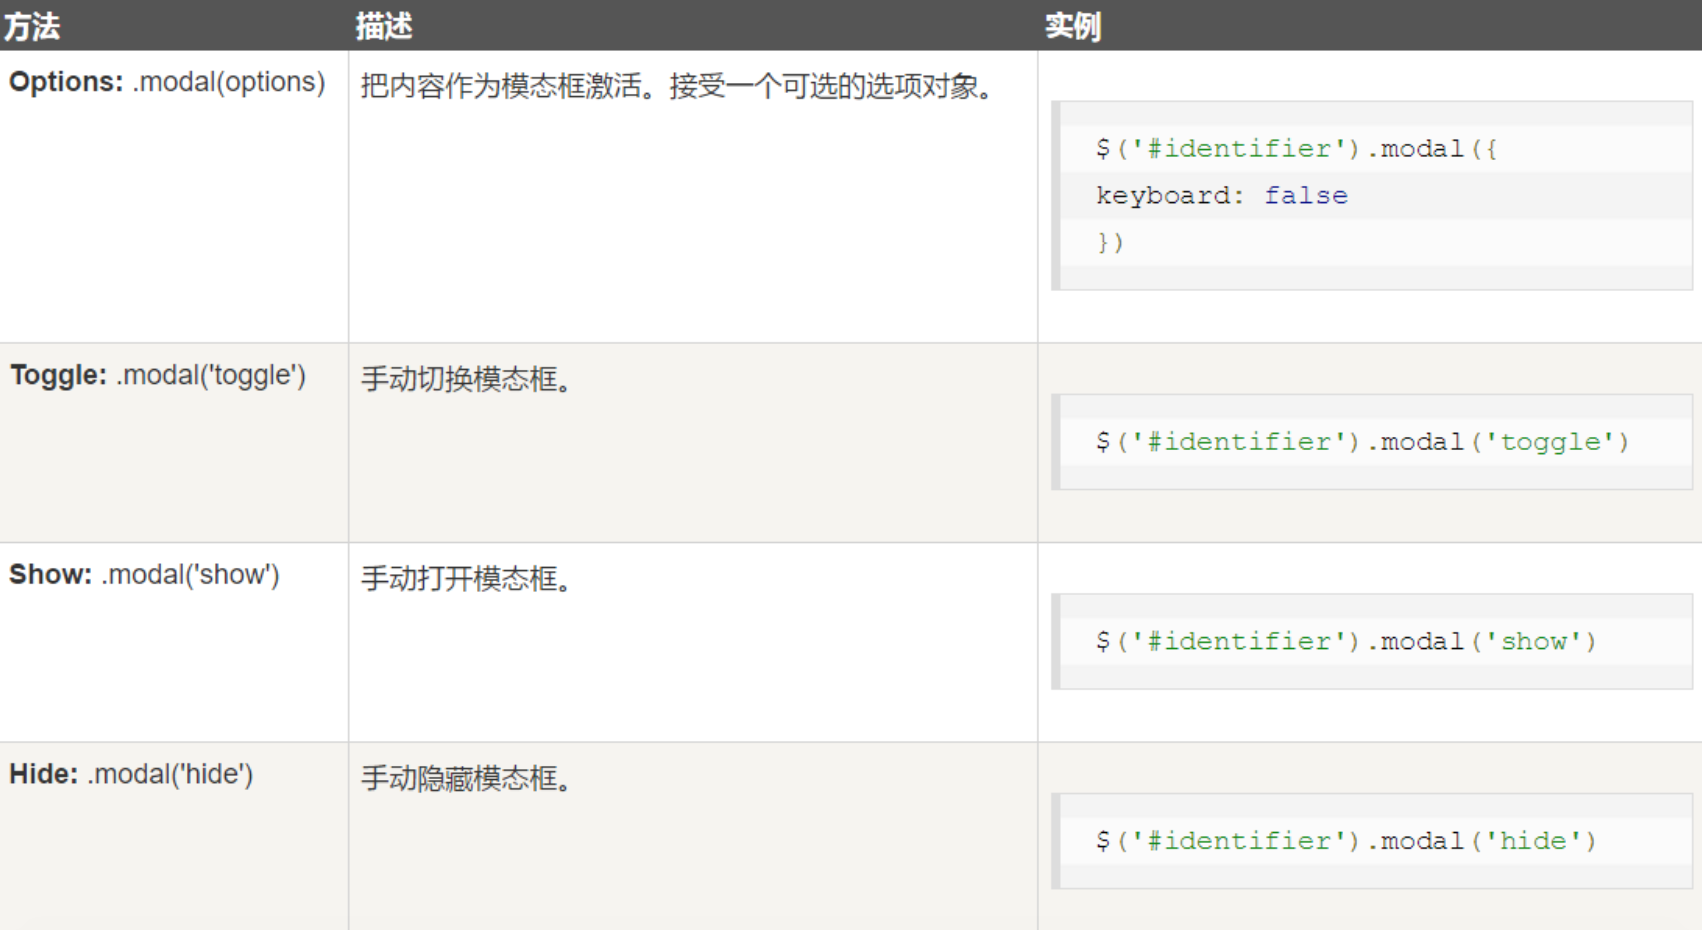 方法 描述 实例
Options: .modal(options) 把内容作为模态框激活。接受一个可选的选项对象。
$('#identifier').modal({
keyboard: false
})
Toggle: .modal('toggle') 手动切换模态框。
$('#identifier').modal('toggle')
Show: .modal('show') 手动打开模态框。
$('#identifier').modal('show')
Hide: .modal('hide') 手动隐藏模态框。
$('#identifier').modal('hide')